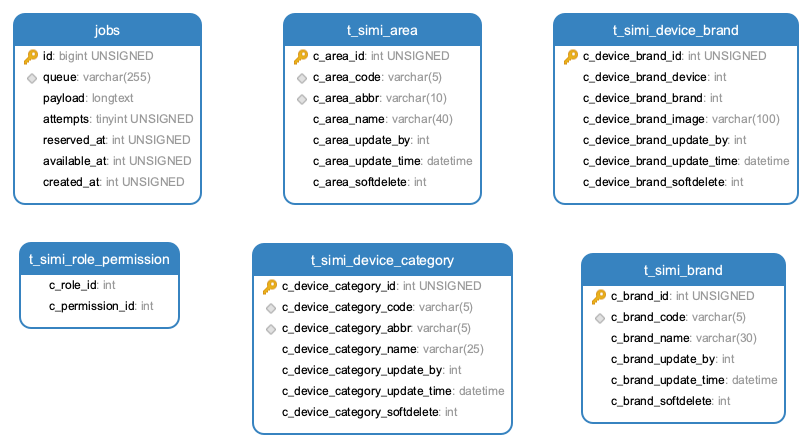 jobs
id: bigint UNSIGNED
queue: varchar(255)
payload: longtext
attempts: tinyint UNSIGNED
reserved_at: int UNSIGNED
available_at: int UNSIGNED
created_at: int UNSIGNED
t_simi_area
c_area_id: int UNSIGNED
c_area_code: varchar(5)
c_area_abbr: varchar(10)
c_area_name: varchar(40)
c_area_update_by: int
c_area_update_time: datetime
c_area_softdelete: int
t_simi_device_brand
c_device_brand_id: int UNSIGNED
c_device_brand_device: int
c_device_brand_brand: int
c_device_brand_image: varchar(100)
c_device_brand_update_by: int
c_device_brand_update_time: datetime
c_device_brand_softdelete: int
t_simi_role_permission
c_role_id: int
c_permission_id: int
t_simi_device_category
c_device_category_id: int UNSIGNED
c_device_category_code: varchar(5)
c_device_category_abbr: varchar(5)
c_device_category_name: varchar(25)
c_device_category_update_by: int
c_device_category_update_time: datetime
c_device_category_softdelete: int
t_simi_brand
c_brand_id: int UNSIGNED
c_brand_code: varchar(5)
c_brand_name: varchar(30)
c_brand_update_by: int
c_brand_update_time: datetime
c_brand_softdelete: int